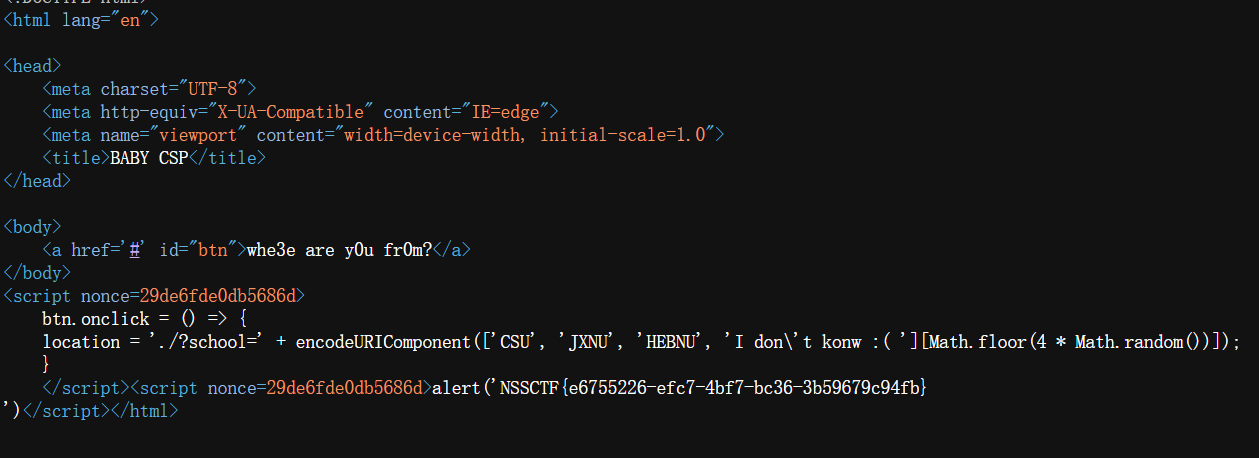 <html lang="en">
<head>
<meta charset="UTF-8">
<meta http-equiv="X-UA-Compatible" content="IE=edge">
<meta name="viewport" content="width=device-width, initial-scale=1.0">
<title>BABY CSP</title>
</head>
<body>
<a href='#' id="btn">whe3e are y0u fr0m?</a>
</body>
<script nonce=29de6fde0db5686d>
btn.onclick = () => {
location = './?school=' + encodeURIComponent(['CSU', 'JXNU', 'HEBNU', 'I don\'t konw :( '][Math.floor(4 * Math.random())]);
}
</script><script nonce=29de6fde0db5686d>alert('NSSCTF{e6755226-efc7-4bf7-bc36-3b59679c94fb}
')</script></html>